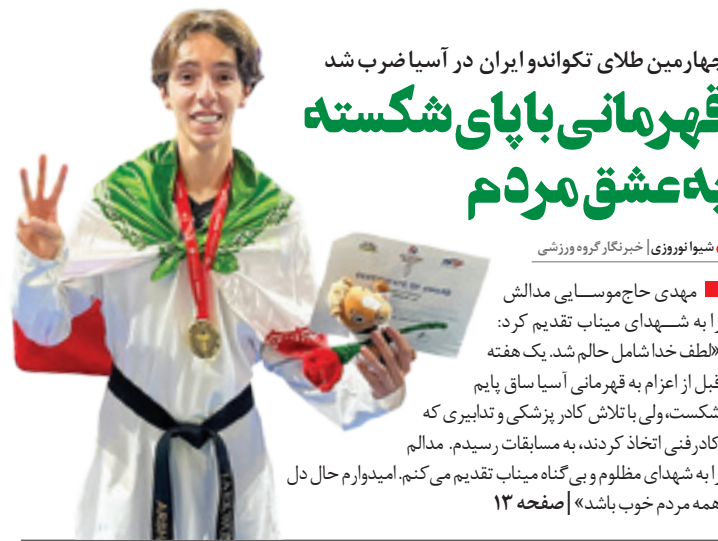 چهارمین طلای تکواندو ایران در آسیا ضرب شد
قهرمانی با پای شکسته
به عشق مردم
شیوا نوروزی | خبرنگار گروه ورزشی
مهدی حاج‌موســایی مدالش
را به شــهدای میناب تقدیم کرد:
«لطف خدا شامل حالم شد. یک هفته
قبل از اعزام به قهرمانی آسیا ساق پایم
شکست، ولی با تلاش کادر پزشکی و تدابیری که
کادرفنی اتخاذ کردند، به مسابقات رسیدم. مدالم
را به شهدای مظلوم و بی‌گناه میناب تقدیم می‌کنم. امیدوارم حال دل
همه مردم خوب باشد» | صفحه ۱۳